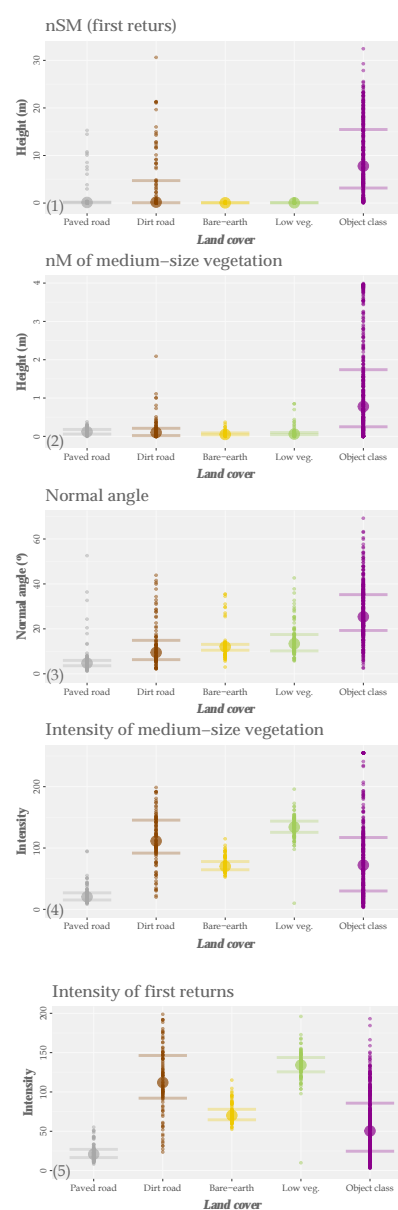 nSM (first returs)
Height (m)
0 10 20 30
(1)
Paved road Dirt road Bare-earth Low veg. Object class
Land cover
nM of medium-size vegetation
Height (m)
0 1 2 3 4
(2)
Paved road Dirt road Bare-earth Low veg. Object class
Land cover
Normal angle
Normal angle (º)
0 20 40 60
(3)
Paved road Dirt road Bare-earth Low veg. Object class
Land cover
Intensity of medium-size vegetation
Intensity
0 100 200
(4)
Paved road Dirt road Bare-earth Low veg. Object class
Land cover
Intensity of first returns
Intensity
0 50 100 150 200
(5)
Paved road Dirt road Bare-earth Low veg. Object class
Land cover